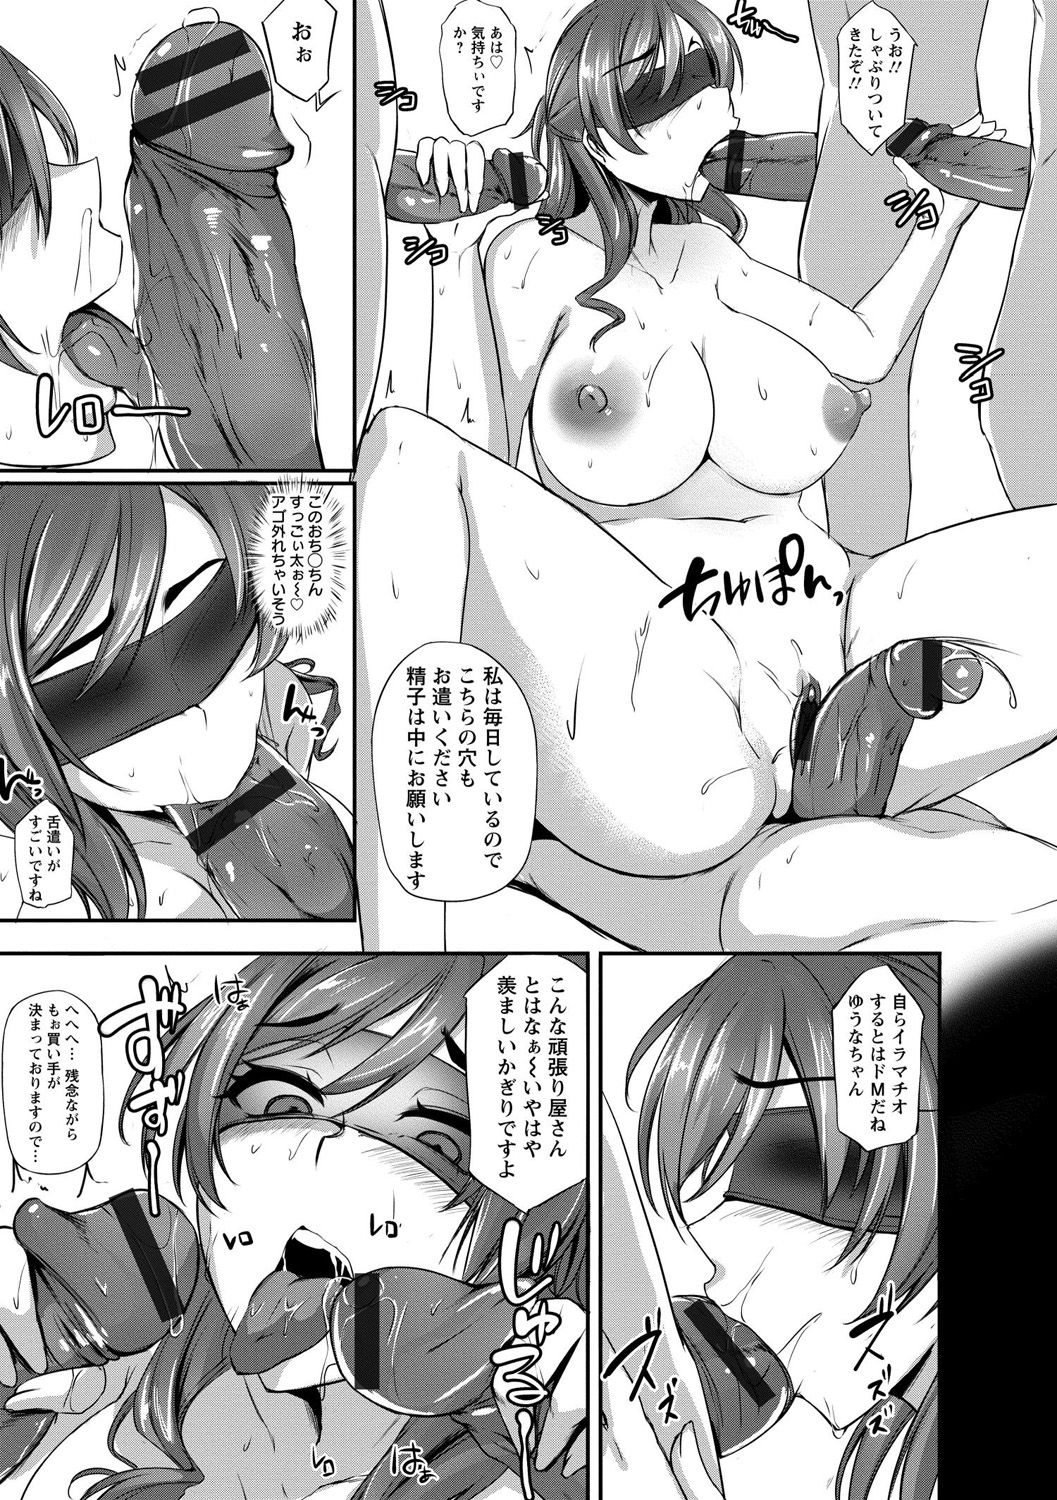 うお!!
しゃぶりついて
きたぞ!!
あは♡
気持ちぃです
か?
シコ
シコ
シコ
シコ
おぉ
レロー
ちゅぽんっ
私は毎日しているので
こちらの穴も
お遣いください
精子は中にお願いします
このおち〇ちん
すっごぃ太ぉ〜♡
アゴ外れちゃいそう
んっ
舌遣いが
すごいですね
自らイラマチオ
するとはドMだね
ゆうなちゃん
ズズ
ズズ
こんな頑張り屋さん
とはなぁ〜いやはや
羨ましいかぎりですよ
はぁ
レロ
レロ
じゅるるー
はぁ
へへへ…残念ながら
もぉ買い手が
決まっておりますので…